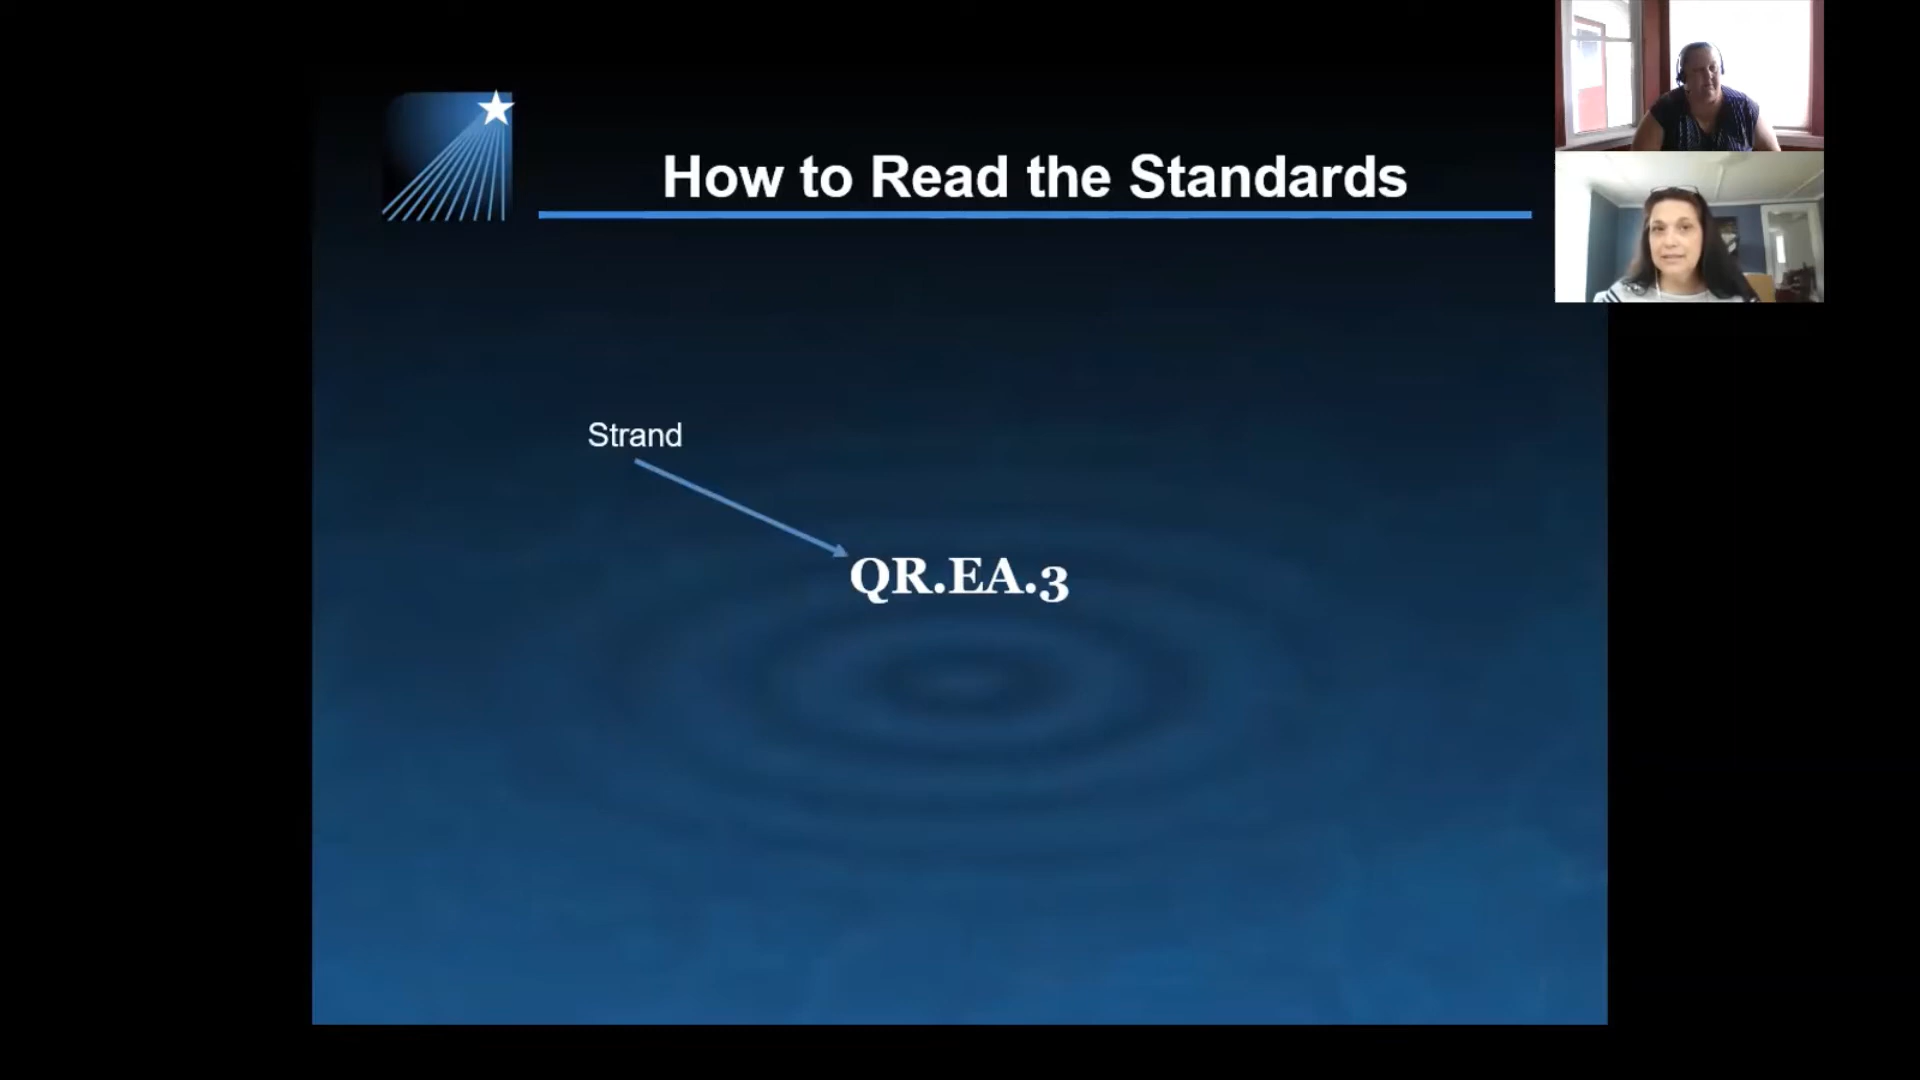 How to Read the Standards
Strand
QR.EA.3